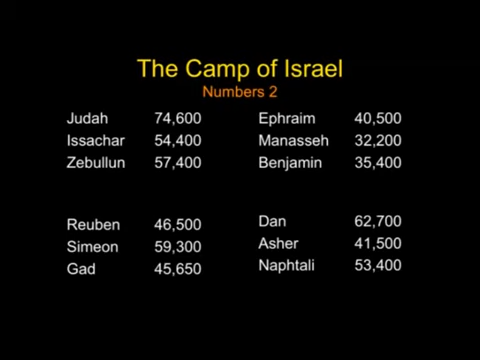 The Camp of Israel
Numbers 2
Judah 74,600
Issachar 54,400
Zebullun 57,400
Ephraim 40,500
Manasseh 32,200
Benjamin 35,400
Reuben 46,500
Simeon 59,300
Gad 45,650
Dan 62,700
Asher 41,500
Naphtali 53,400